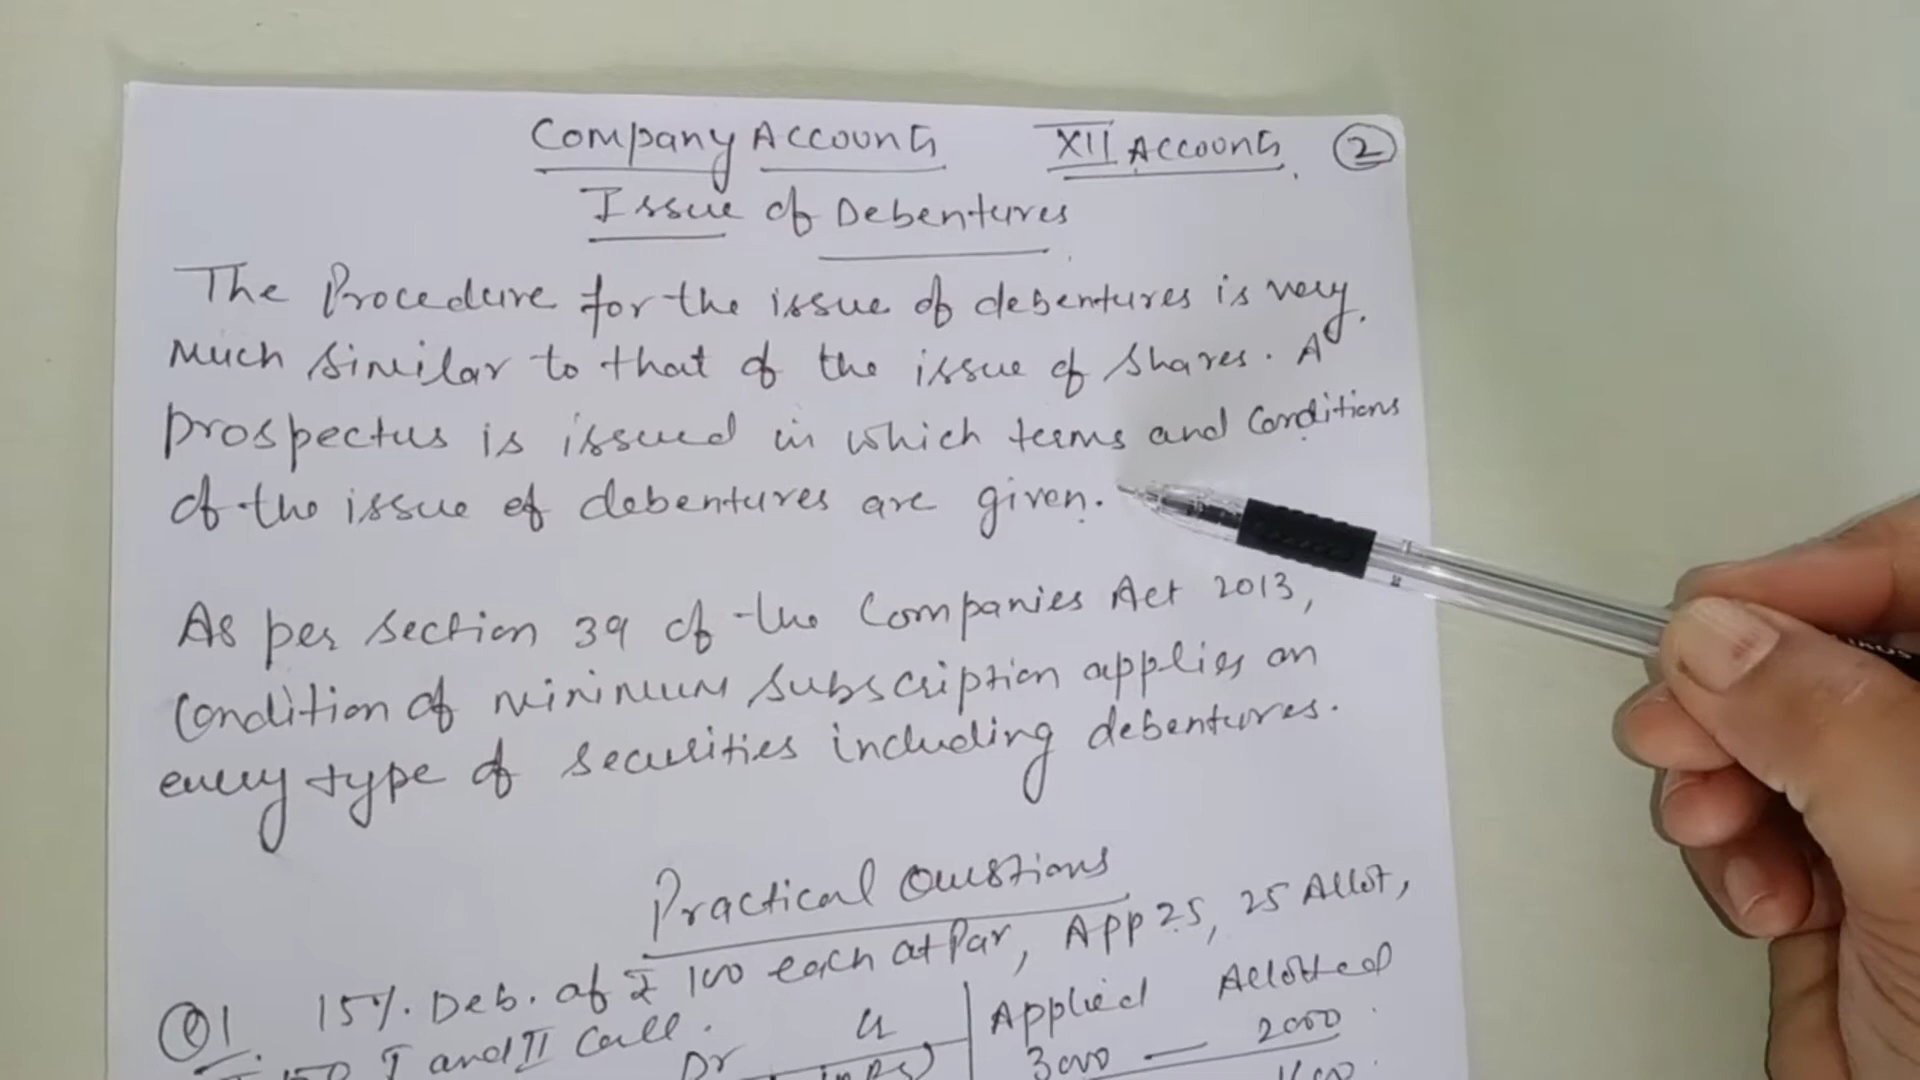 Company Accounts XII Accounts. 2
Issue of Debentures
The Procedure for the issue of debentures is very
much similar to that of the issue of shares. A
prospectus is issued in which terms and conditions
of the issue of debentures are given.
As per section 39 of the Companies Act 2013,
condition of minimum subscription applies on
every type of securities including debentures.
Practical Questions
Q1 15% Deb. of ₹ 100 each at Par, App 25, 25 Allot,
I and II Call.
Applied Allotted
3000 — 2000
Dr